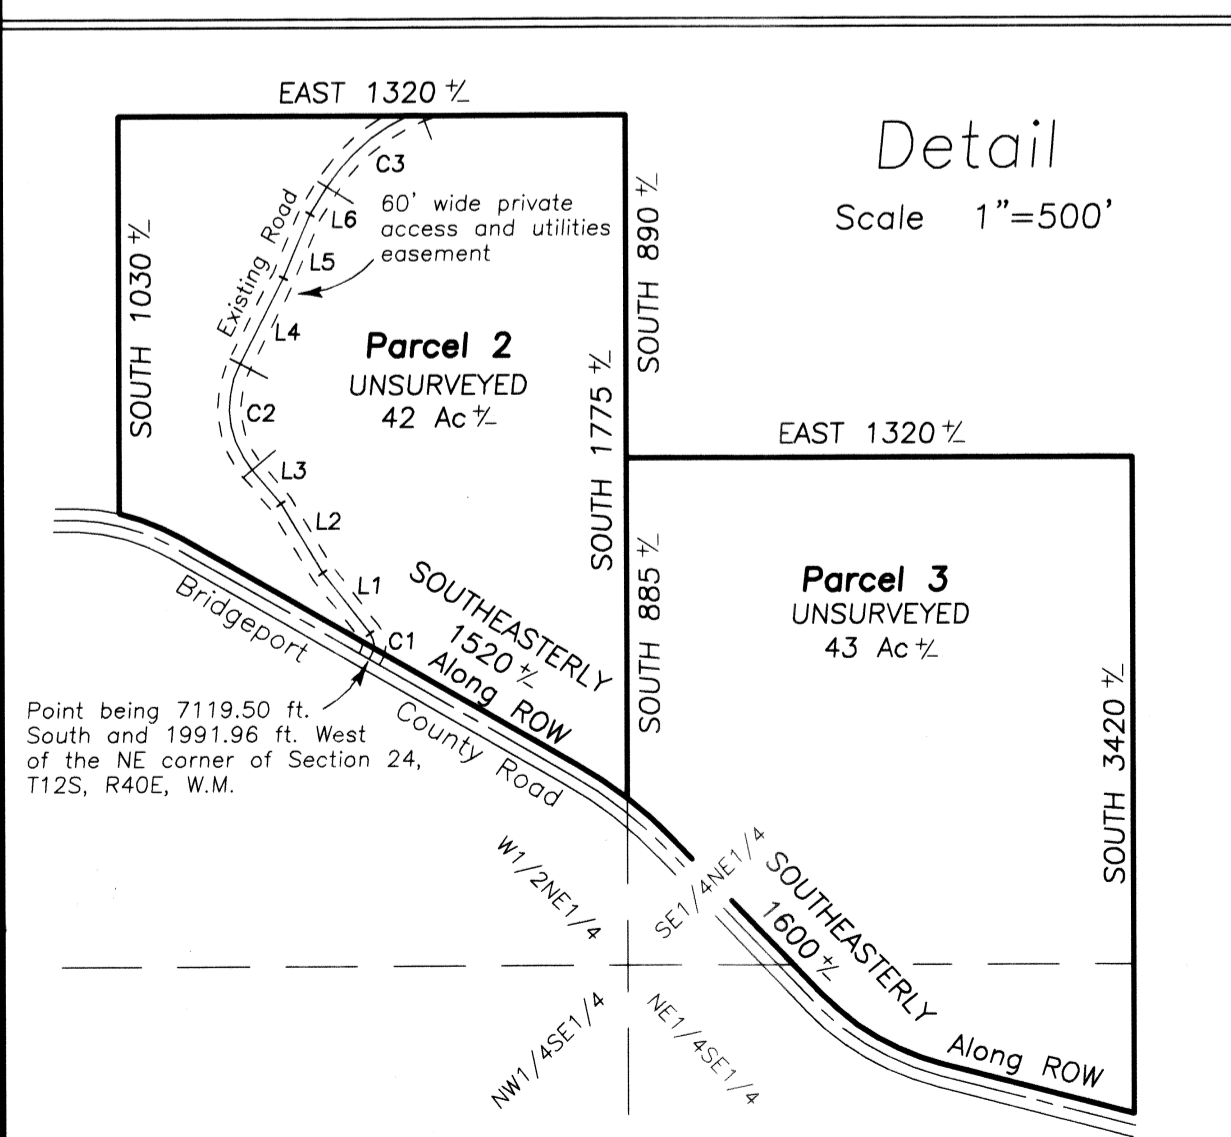 EAST 1320 +/-
Detail
Scale 1"=500'
C3
60' wide private
access and utilities
easement
L6
L5
L4
Existing Road
SOUTH 1030 +/-
SOUTH 890 +/-
Parcel 2
UNSURVEYED
42 Ac +/-
C2
L3
L2
L1
C1
SOUTH 1775 +/-
EAST 1320 +/-
SOUTH 885 +/-
Parcel 3
UNSURVEYED
43 Ac +/-
SOUTH 3420 +/-
SOUTHEASTERLY
1520 +/-
Along ROW
Bridgeport
County Road
Point being 7119.50 ft.
South and 1991.96 ft. West
of the NE corner of Section 24,
T12S, R40E, W.M.
W1/2NE1/4
SE1/4NE1/4
SOUTHEASTERLY
1600 +/-
Along ROW
NW1/4SE1/4
NE1/4SE1/4